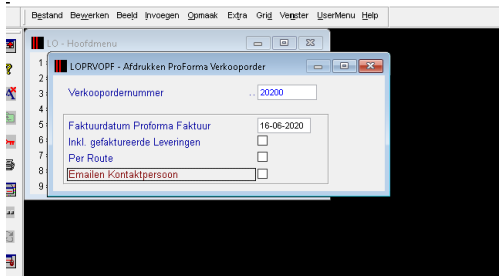 Bestand Bewerken Beeld Invoegen Opmaak Extra Grid Venster UserMenu Help
LO - Hoofdmenu
LOPRVOPF - Afdrukken ProForma Verkooporder
1
2
3
4
5
6
7
8
9
Verkoopordernummer .. 20200
Faktuurdatum Proforma Faktuur 16-06-2020
Inkl. gefaktureerde Leveringen
Per Route
Emailen Kontaktpersoon